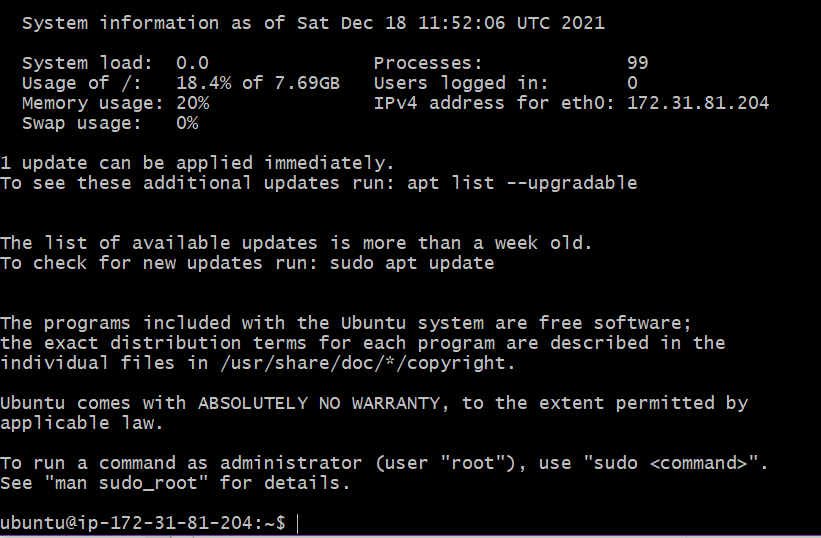 System information as of Sat Dec 18 11:52:06 UTC 2021
System load:  0.0               Processes:             99
Usage of /:   18.4% of 7.69GB   Users logged in:       0
Memory usage: 20%               IPv4 address for eth0: 172.31.81.204
Swap usage:   0%
1 update can be applied immediately.
To see these additional updates run: apt list --upgradable
The list of available updates is more than a week old.
To check for new updates run: sudo apt update
The programs included with the Ubuntu system are free software;
the exact distribution terms for each program are described in the
individual files in /usr/share/doc/*/copyright.
Ubuntu comes with ABSOLUTELY NO WARRANTY, to the extent permitted by
applicable law.
To run a command as administrator (user "root"), use "sudo <command>".
See "man sudo_root" for details.
ubuntu@ip-172-31-81-204:~$